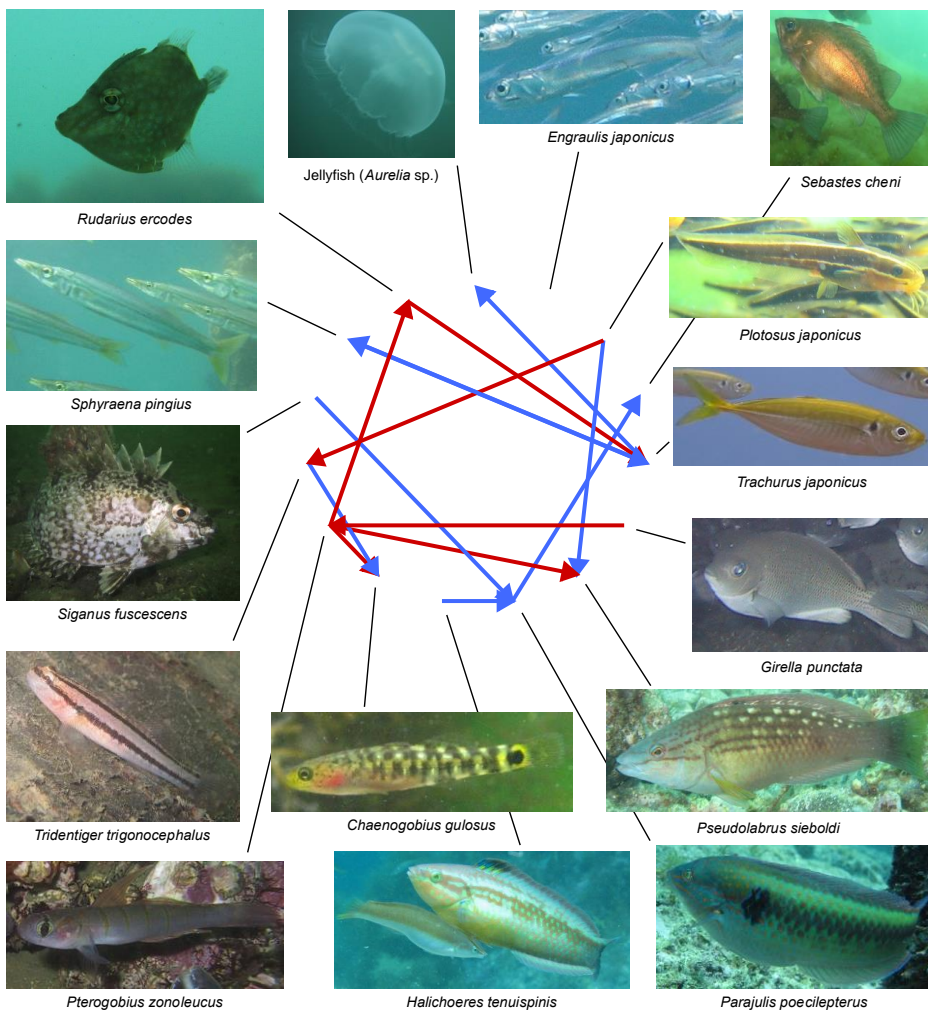 Engraulis japonicus
Jellyfish (Aurelia sp.)
Sebastes cheni
Rudarius ercodes
Plotosus japonicus
Sphyraena pingius
Trachurus japonicus
Siganus fuscescens
Girella punctata
Tridentiger trigonocephalus
Chaenogobius gulosus
Pseudolabrus sieboldi
Pterogobius zonoleucus
Halichoeres tenuispinis
Parajulis poecilepterus